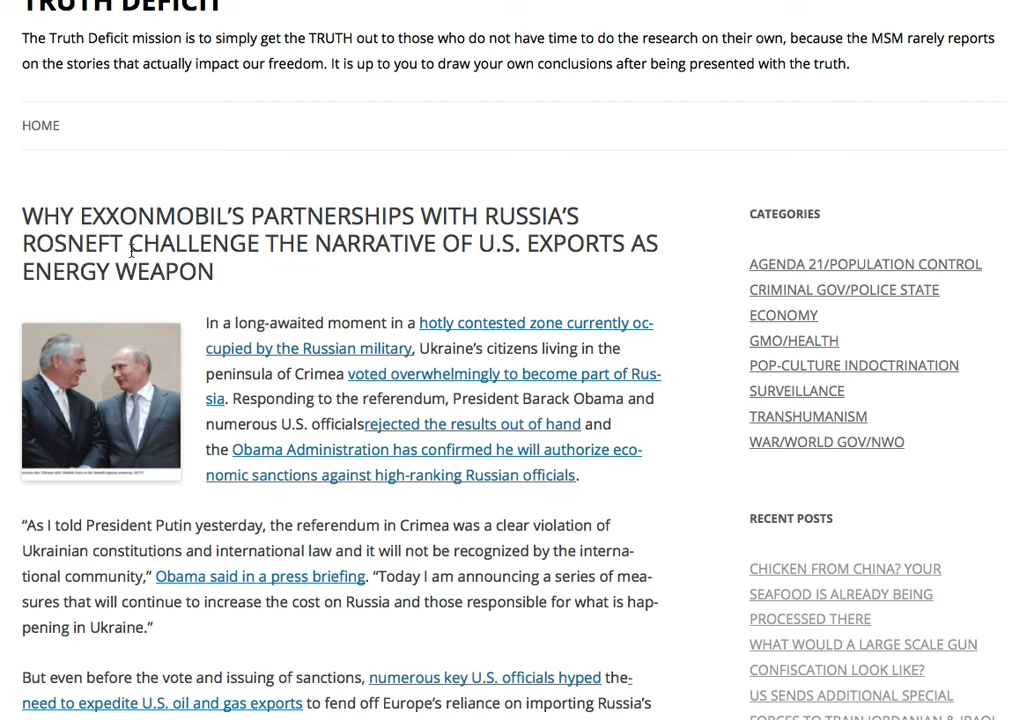 TRUTH DEFICIT
The Truth Deficit mission is to simply get the TRUTH out to those who do not have time to do the research on their own, because the MSM rarely reports
on the stories that actually impact our freedom. It is up to you to draw your own conclusions after being presented with the truth.
HOME
WHY EXXONMOBIL’S PARTNERSHIPS WITH RUSSIA’S
ROSNEFT CHALLENGE THE NARRATIVE OF U.S. EXPORTS AS
ENERGY WEAPON
In a long-awaited moment in a hotly contested zone currently oc-
cupied by the Russian military, Ukraine’s citizens living in the
peninsula of Crimea voted overwhelmingly to become part of Rus-
sia. Responding to the referendum, President Barack Obama and
numerous U.S. officialsrejected the results out of hand and
the Obama Administration has confirmed he will authorize eco-
nomic sanctions against high-ranking Russian officials.
“As I told President Putin yesterday, the referendum in Crimea was a clear violation of
Ukrainian constitutions and international law and it will not be recognized by the interna-
tional community,” Obama said in a press briefing. “Today I am announcing a series of mea-
sures that will continue to increase the cost on Russia and those responsible for what is hap-
pening in Ukraine.”
But even before the vote and issuing of sanctions, numerous key U.S. officials hyped the-
need to expedite U.S. oil and gas exports to fend off Europe’s reliance on importing Russia’s
CATEGORIES
AGENDA 21/POPULATION CONTROL
CRIMINAL GOV/POLICE STATE
ECONOMY
GMO/HEALTH
POP-CULTURE INDOCTRINATION
SURVEILLANCE
TRANSHUMANISM
WAR/WORLD GOV/NWO
RECENT POSTS
CHICKEN FROM CHINA? YOUR
SEAFOOD IS ALREADY BEING
PROCESSED THERE
WHAT WOULD A LARGE SCALE GUN
CONFISCATION LOOK LIKE?
US SENDS ADDITIONAL SPECIAL
FORCES TO TRAIN JORDANIAN & IRAQI